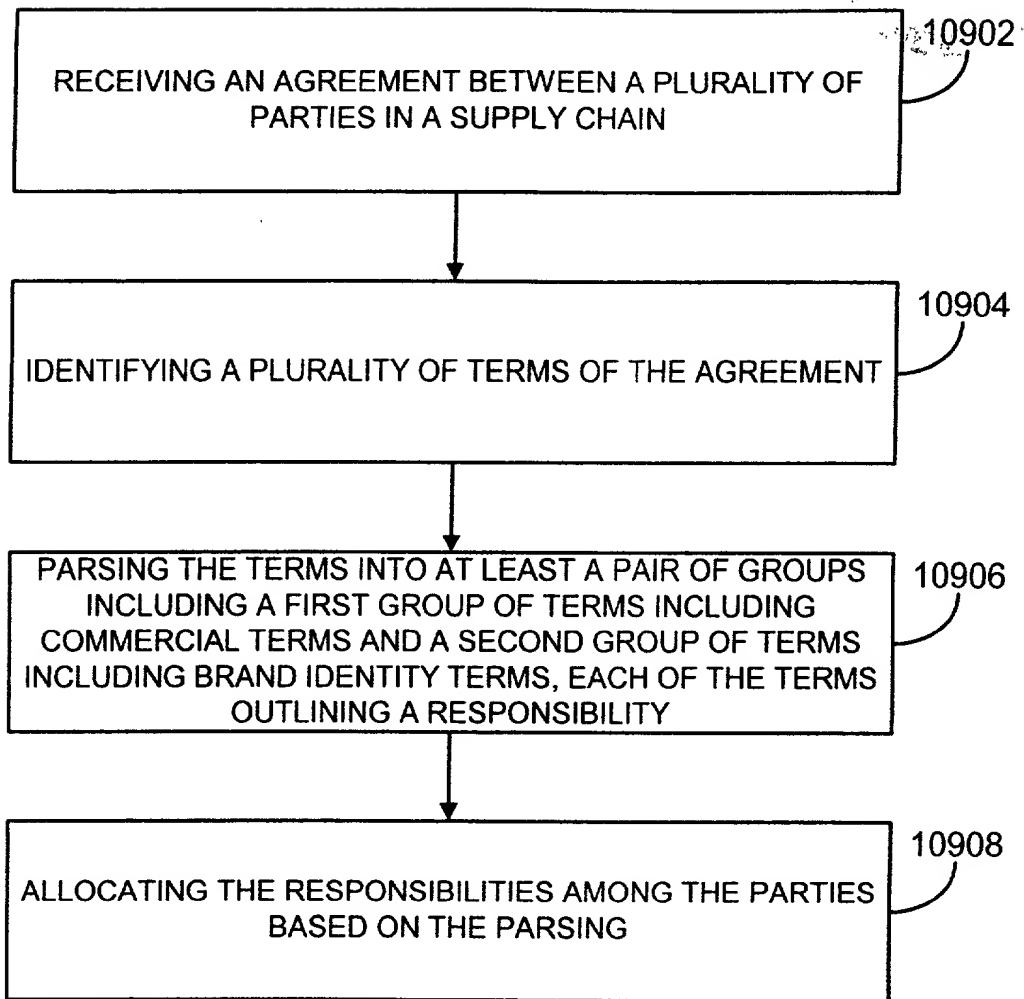 10902
RECEIVING AN AGREEMENT BETWEEN A PLURALITY OF
PARTIES IN A SUPPLY CHAIN
10904
IDENTIFYING A PLURALITY OF TERMS OF THE AGREEMENT
10906
PARSING THE TERMS INTO AT LEAST A PAIR OF GROUPS
INCLUDING A FIRST GROUP OF TERMS INCLUDING
COMMERCIAL TERMS AND A SECOND GROUP OF TERMS
INCLUDING BRAND IDENTITY TERMS, EACH OF THE TERMS
OUTLINING A RESPONSIBILITY
10908
ALLOCATING THE RESPONSIBILITIES AMONG THE PARTIES
BASED ON THE PARSING